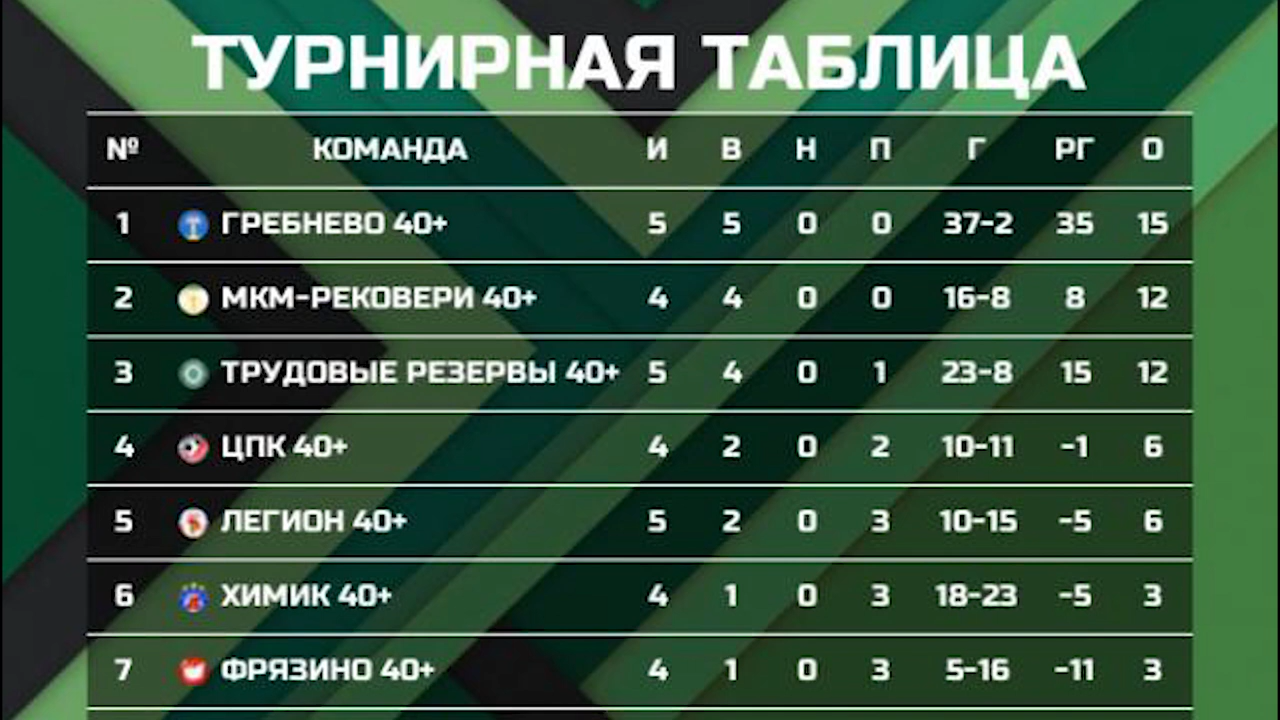 ТУРНИРНАЯ ТАБЛИЦА
№ КОМАНДА И В Н П Г РГ О
1 ГРЕБНЕВО 40+ 5 5 0 0 37-2 35 15
2 МКМ-РЕКОВЕРИ 40+ 4 4 0 0 16-8 8 12
3 ТРУДОВЫЕ РЕЗЕРВЫ 40+ 5 4 0 1 23-8 15 12
4 ЦПК 40+ 4 2 0 2 10-11 -1 6
5 ЛЕГИОН 40+ 5 2 0 3 10-15 -5 6
6 ХИМИК 40+ 4 1 0 3 18-23 -5 3
7 ФРЯЗИНО 40+ 4 1 0 3 5-16 -11 3